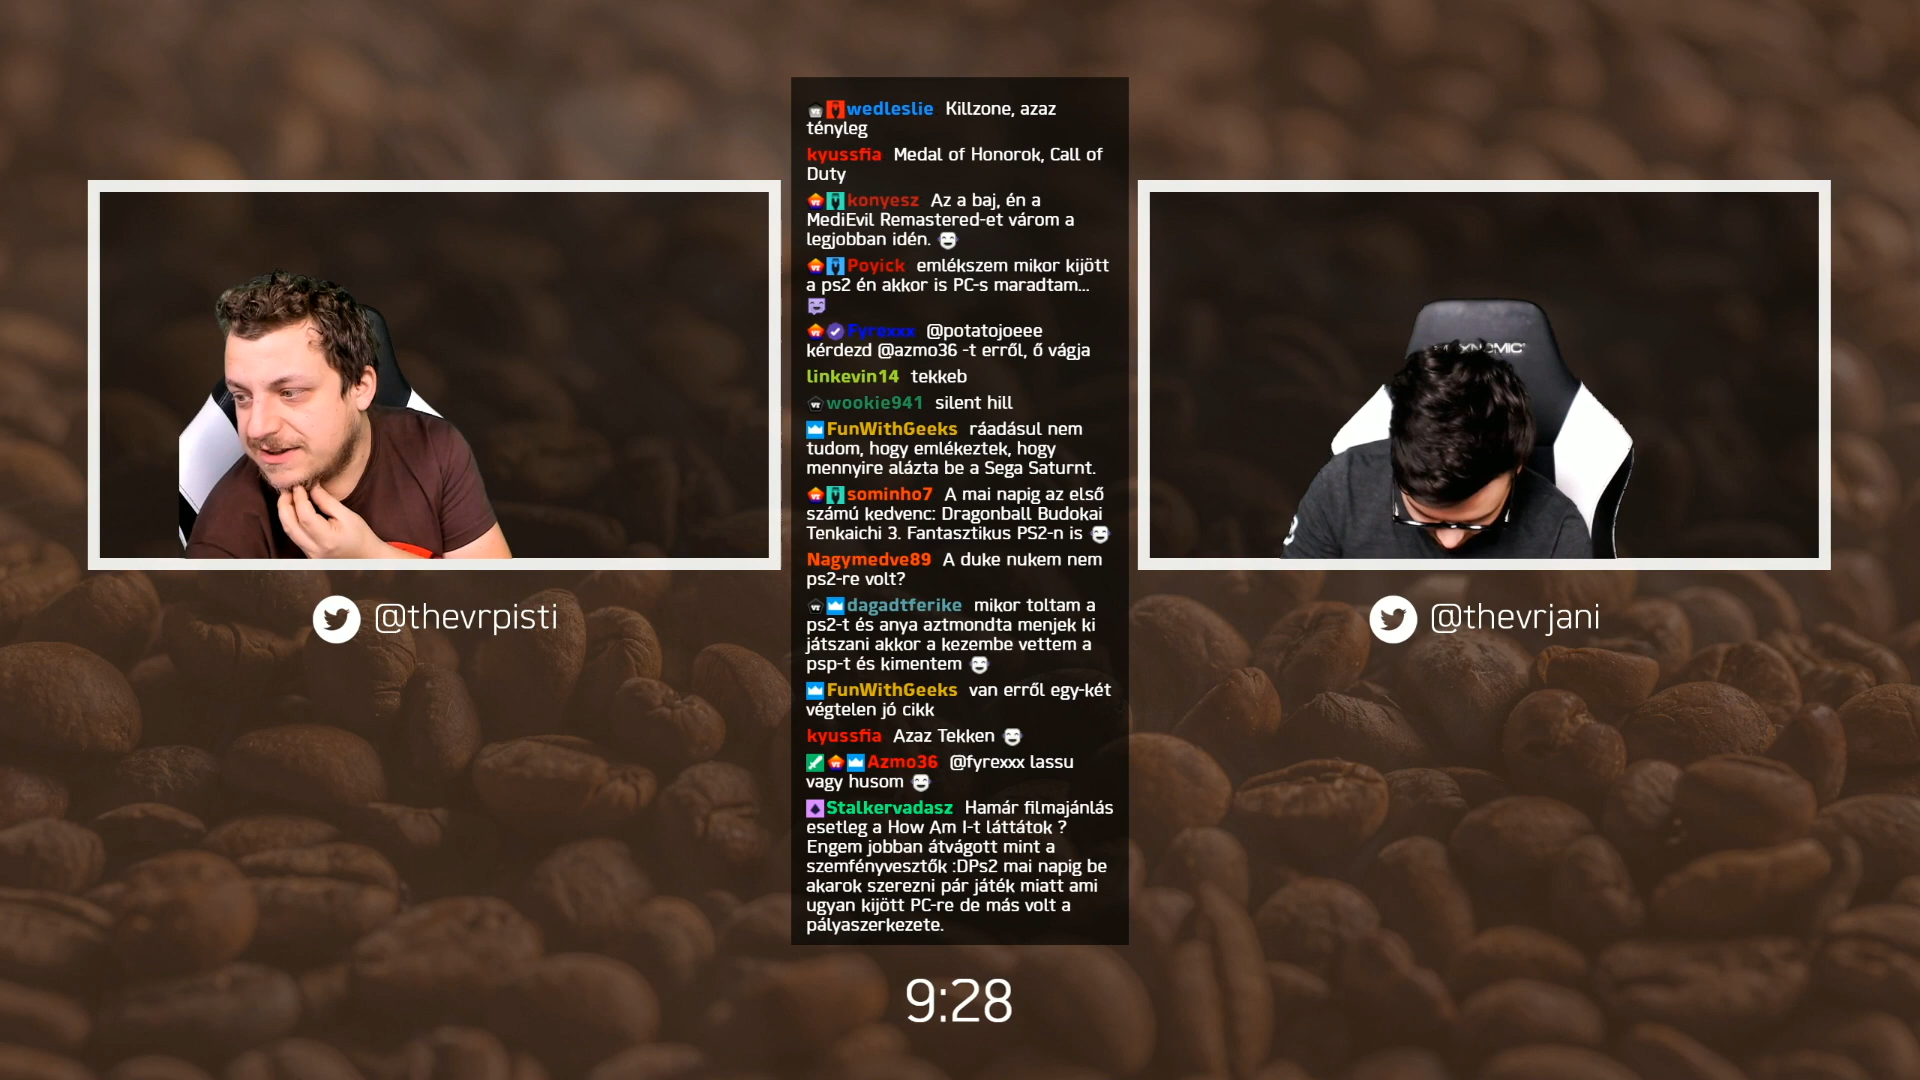 wedleslie Killzone, azaz
tényleg
kyussfia Medal of Honorok, Call of
Duty
konyesz Az a baj, én a
MediEvil Remastered-et várom a
legjobban idén.
Poyick emlékszem mikor kijött
a ps2 én akkor is PC-s maradtam...
Fyrexxx @potatojoeee
kérdezd @azmo36 -t erről, ő vágja
linkevin14 tekkeb
wookie941 silent hill
FunWithGeeks ráadásul nem
tudom, hogy emlékeztek, hogy
mennyire alázta be a Sega Saturnt.
sominho7 A mai napig az első
számú kedvenc: Dragonball Budokai
Tenkaichi 3. Fantasztikus PS2-n is
Nagymedve89 A duke nukem nem
ps2-re volt?
dagadtferike mikor toltam a
ps2-t és anya aztmondta menjek ki
játszani akkor a kezembe vettem a
psp-t és kimentem
FunWithGeeks van erről egy-két
végtelen jó cikk
kyussfia Azaz Tekken
Azmo36 @fyrexxx lassu
vagy husom
Stalkervadasz Hamár filmajánlás
esetleg a How Am I-t láttátok ?
Engem jobban átvágott mint a
szemfényvesztők :DPs2 mai napig be
akarok szerezni pár játék miatt ami
ugyan kijött PC-re de más volt a
pályaszerkezete.
@thevrpisti
@thevrjani
9:28